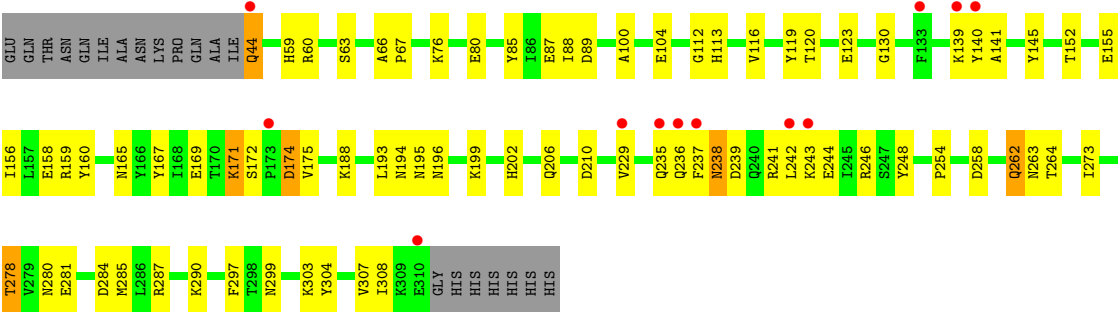 GLU GLN THR ASN GLN ILE ALA ASN LYS PRO GLN ALA ILE Q44 H59 R60 S63 A66 P67 K76 E80 Y85 I86 E87 I88 D89 A100 E104 G112 H113 V116 Y119 T120 E123 G130 F133 K139 Y140 A141 Y145 T152 E155
I156 L157 E158 R159 Y160 N165 Y166 Y167 I168 E169 T170 K171 S172 P173 D174 V175 K188 L193 N194 N195 N196 K199 H202 Q206 D210 V229 Q235 Q236 F237 N238 D239 Q240 R241 L242 K243 E244 I245 R246 S247 Y248 P254 D258 Q262 N263 T264 I273
T278 V279 N280 E281 D284 M285 L286 R287 K290 F297 T298 N299 K303 Y304 V307 I308 K309 E310 GLY HIS HIS HIS HIS HIS HIS